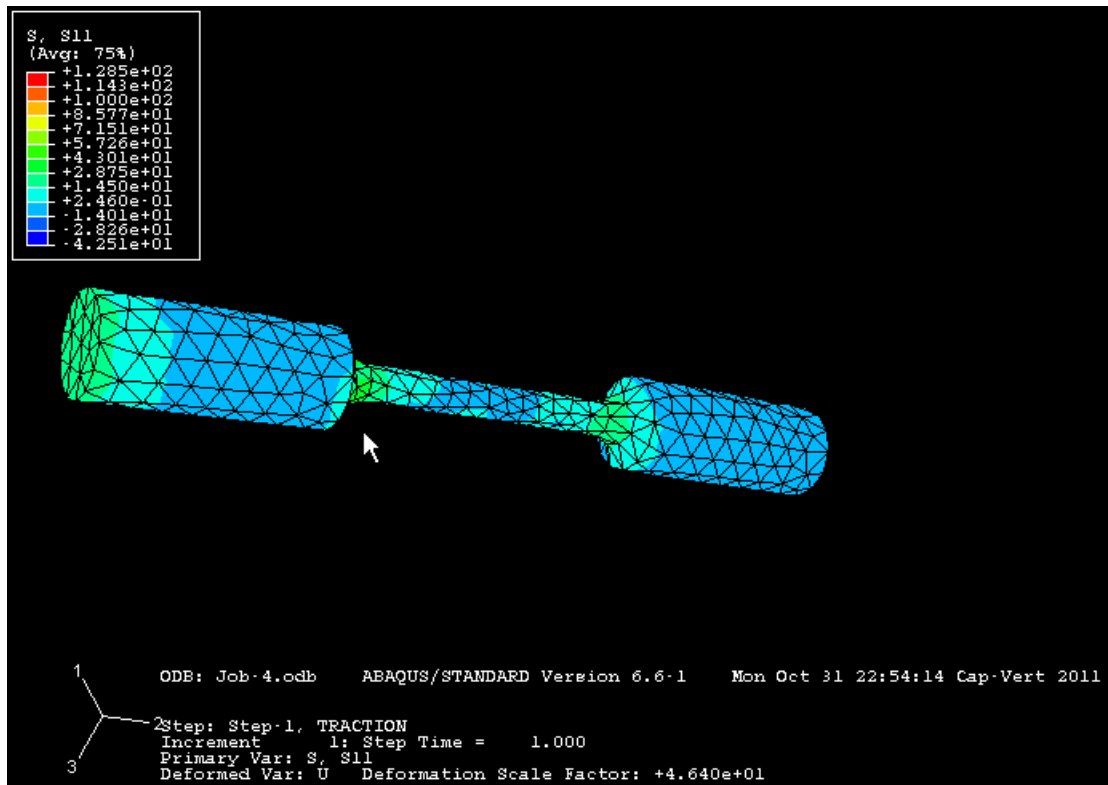 S, S11
(Avg: 75%)
+1.285e+02
+1.143e+02
+1.000e+02
+8.577e+01
+7.151e+01
+5.726e+01
+4.301e+01
+2.875e+01
+1.450e+01
+2.460e-01
-1.401e+01
-2.826e+01
-4.251e+01
1
2
3
ODB: Job-4.odb ABAQUS/STANDARD Version 6.6-1 Mon Oct 31 22:54:14 Cap-Vert 2011
Step: Step-1, TRACTION
Increment 1: Step Time = 1.000
Primary Var: S, S11
Deformed Var: U Deformation Scale Factor: +4.640e+01